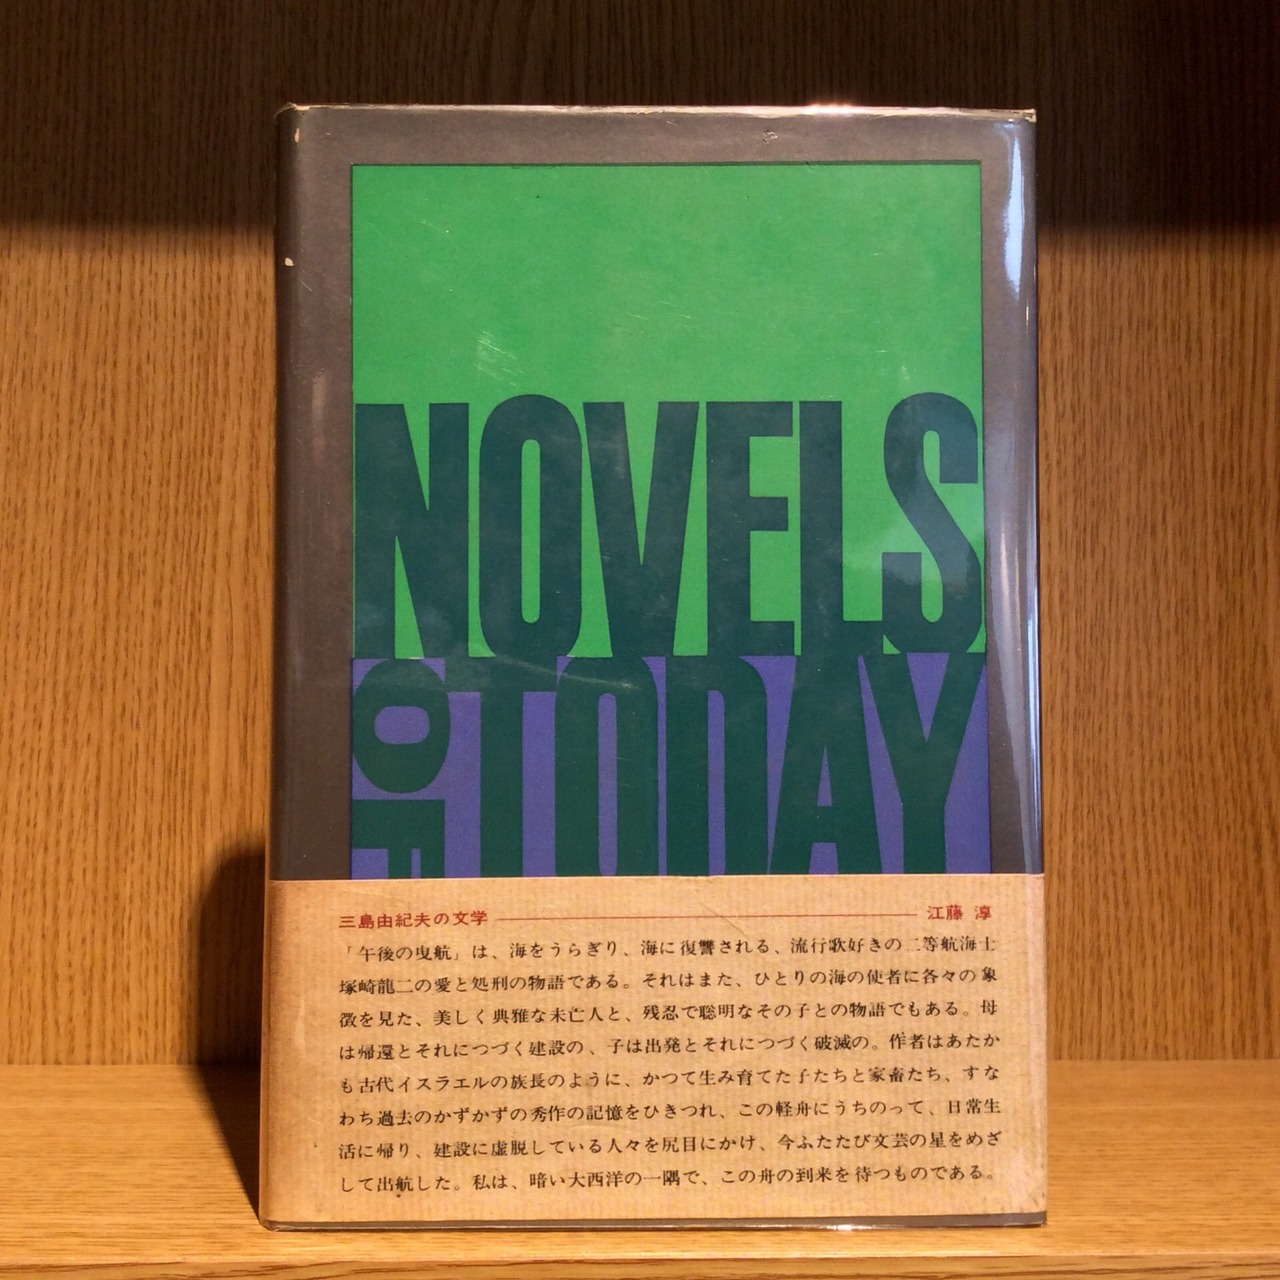 NOVELS
OF TODAY
三島由紀夫の文学 江藤 淳
「午後の曳航」は、海をうらぎり、海に復讐される、流行歌好きの二等航海士
塚崎龍二の愛と処刑の物語である。それはまた、ひとりの海の使者に各々の象
徴を見た、美しく典雅な未亡人と、残忍で聡明なその子との物語でもある。母
は帰還とそれにつづく建設の、子は出発とそれにつづく破滅の。作者はあたか
も古代イスラエルの族長のように、かつて生み育てた子たちと家畜たち、すな
わち過去のかずかずの秀作の記憶をひきつれ、この軽舟にうちのって、日常生
活に帰り、建設に虚脱している人々を尻目にかけ、今ふたたび文芸の星をめざ
して出航した。私は、暗い大西洋の一隅で、この舟の到来を待つものである。